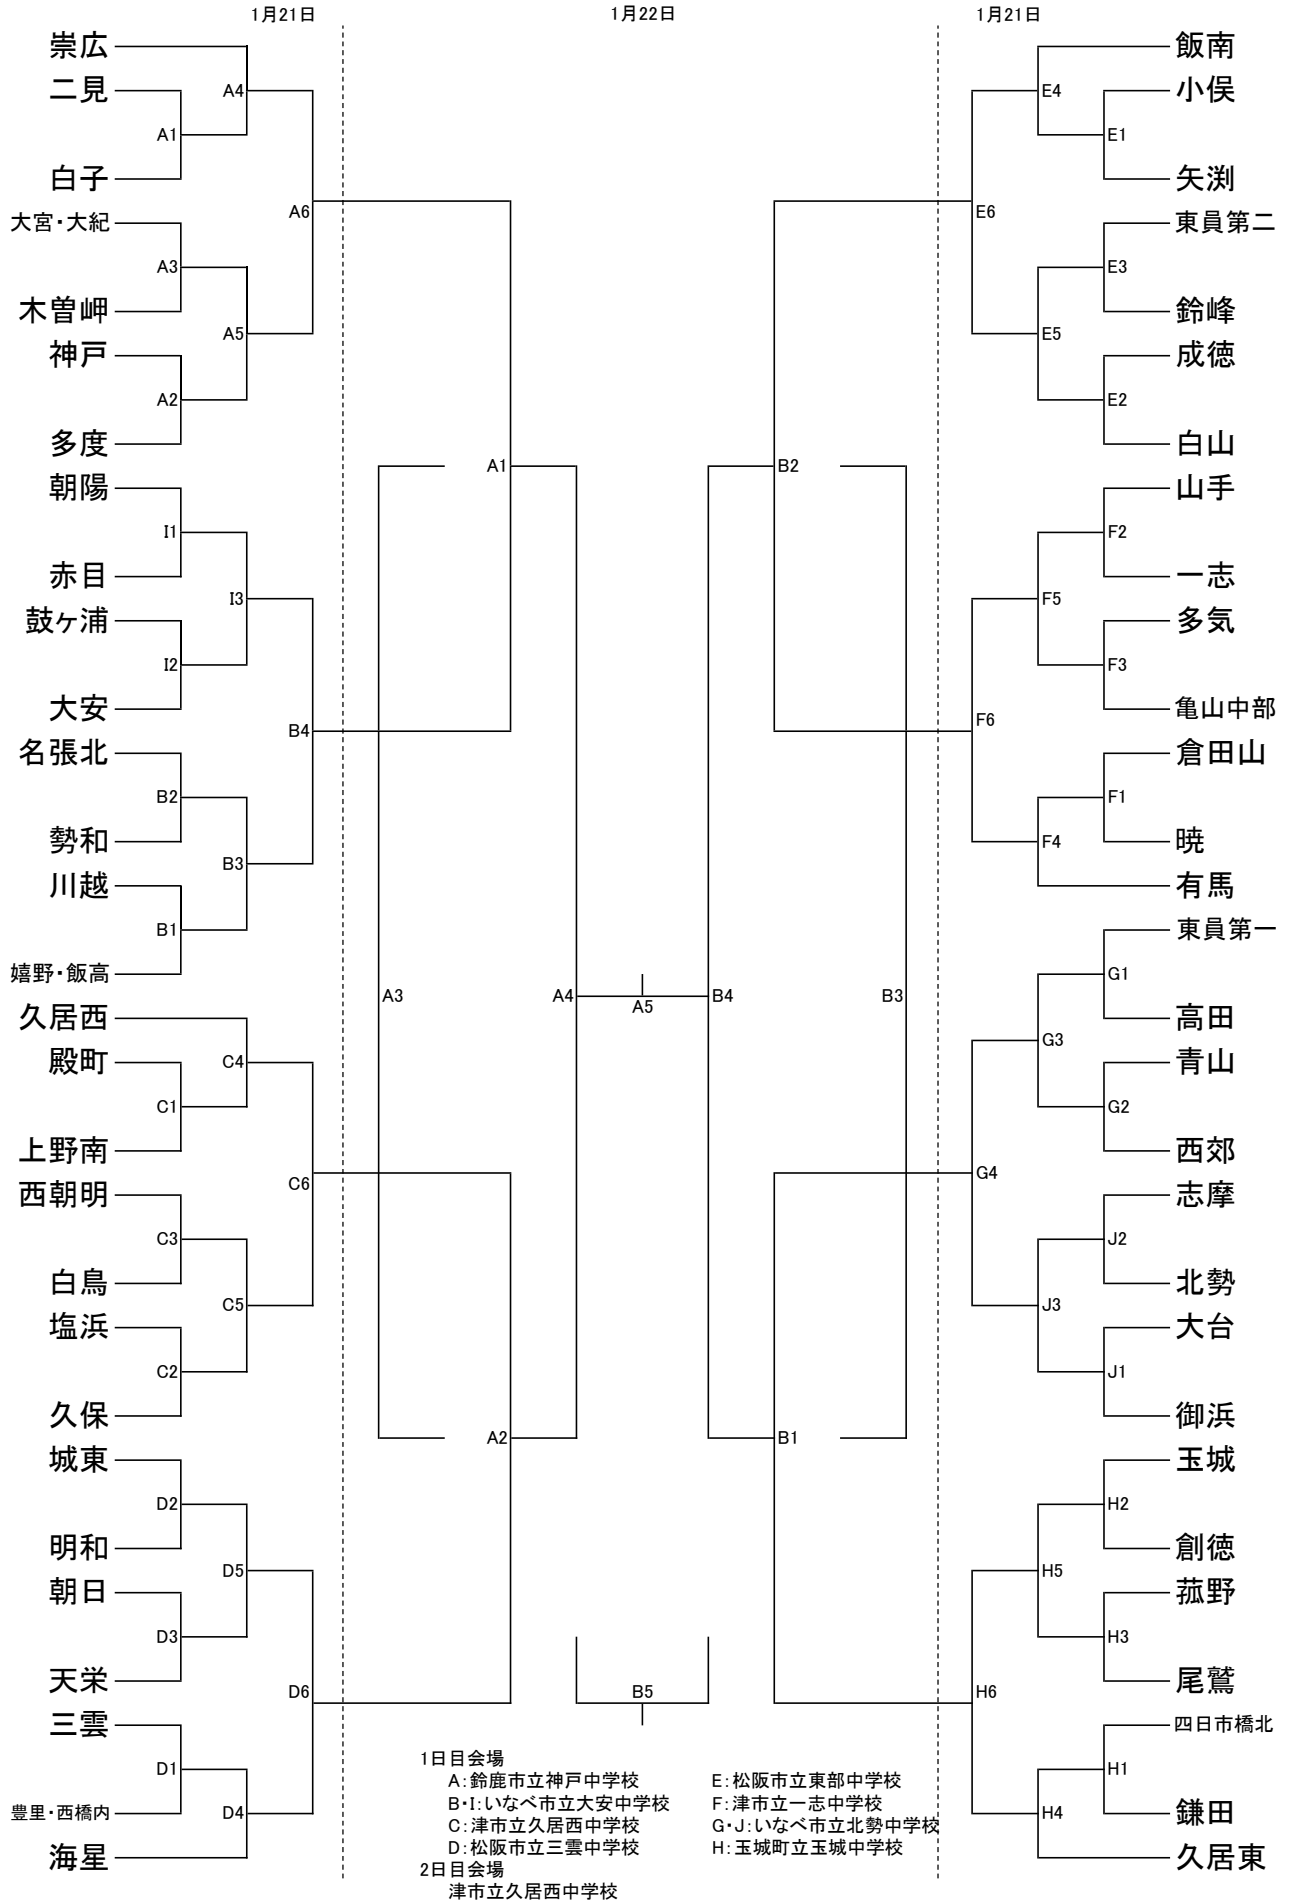 1月21日
1月22日
1月21日
崇広
二見
白子
大宮・大紀
木曽岬
神戸
多度
朝陽
赤目
鼓ヶ浦
大安
名張北
勢和
川越
嬉野・飯高
久居西
殿町
上野南
西朝明
白鳥
塩浜
久保
城東
明和
朝日
天栄
三雲
豊里・西橋内
海星
A4
A1
A6
A3
A5
A2
I1
I3
I2
B4
B2
B3
B1
C4
C1
C6
C3
C5
C2
D2
D5
D3
D6
D1
D4
A1
A3
A4
A2
A5
B5
B2
B4
B3
B1
E4
E1
E6
E3
E5
E2
F2
F5
F3
F6
F1
F4
G1
G3
G2
G4
J2
J3
J1
H2
H5
H3
H6
H1
H4
飯南
小俣
矢渕
東員第二
鈴峰
成徳
白山
山手
一志
多気
亀山中部
倉田山
暁
有馬
東員第一
高田
青山
西郊
志摩
北勢
大台
御浜
玉城
創徳
菰野
尾鷲
四日市橋北
鎌田
久居東
1日目会場
A:鈴鹿市立神戸中学校
B・I:いなべ市立大安中学校
C:津市立久居西中学校
D:松阪市立三雲中学校
E:松阪市立東部中学校
F:津市立一志中学校
G・J:いなべ市立北勢中学校
H:玉城町立玉城中学校
2日目会場
津市立久居西中学校